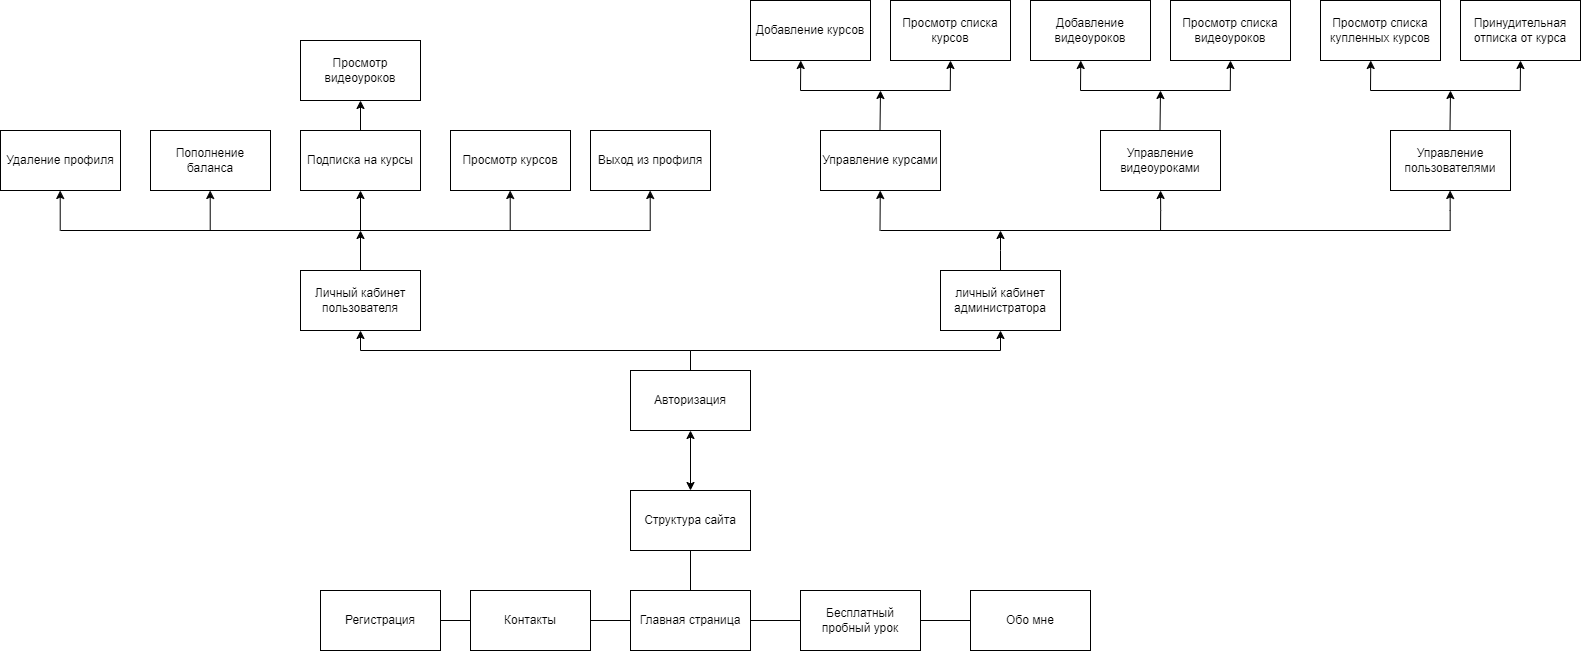 Добавление курсов
Просмотр списка
курсов
Добавление
видеоуроков
Просмотр списка
видеоуроков
Просмотр списка
купленных курсов
Принудительная
отписка от курса
Просмотр
видеоуроков
Удаление профиля
Пополнение
баланса
Подписка на курсы
Просмотр курсов
Выход из профиля
Управление курсами
Управление
видеоуроками
Управление
пользователями
Личный кабинет
пользователя
личный кабинет
администратора
Авторизация
Структура сайта
Регистрация
Контакты
Главная страница
Бесплатный
пробный урок
Обо мне